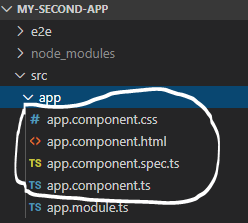 MY-SECOND-APP
e2e
node_modules
src
app
app.component.css
app.component.html
app.component.spec.ts
app.component.ts
app.module.ts